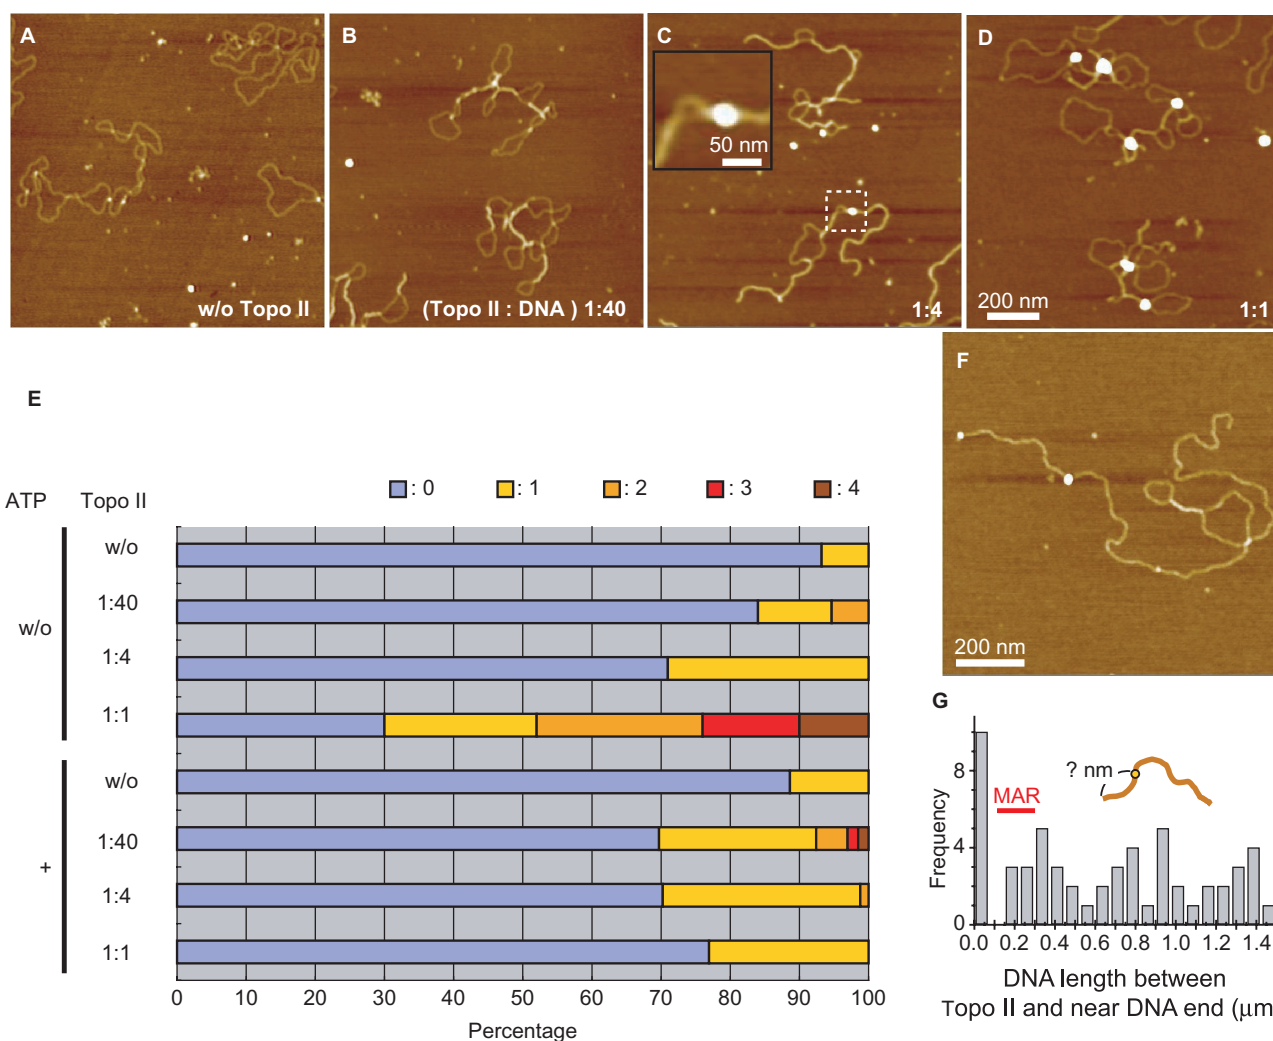 A
w/o Topo II
B
(Topo II : DNA ) 1:40
C
50 nm
1:4
D
200 nm
1:1
E
: 0
: 1
: 2
: 3
: 4
ATP
Topo II
w/o
w/o
1:40
1:4
1:1
+
w/o
1:40
1:4
1:1
0 10 20 30 40 50 60 70 80 90 100
Percentage
F
200 nm
G
Frequency
8
4
0
MAR
? nm
0.0 0.2 0.4 0.6 0.8 1.0 1.2 1.4
DNA length between
Topo II and near DNA end (μm